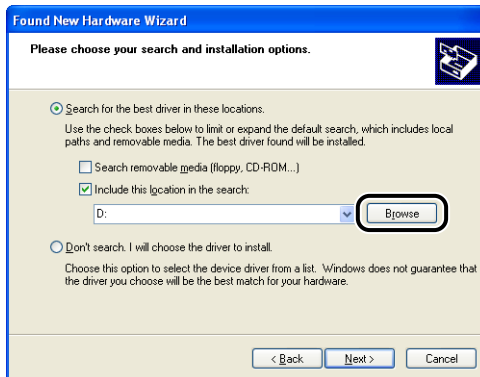 Found New Hardware Wizard
Please choose your search and installation options.
Search for the best driver in these locations.
Use the check boxes below to limit or expand the default search, which includes local
paths and removable media. The best driver found will be installed.
Search removable media (floppy, CD-ROM...)
Include this location in the search:
D:
Browse
Don't search. I will choose the driver to install.
Choose this option to select the device driver from a list. Windows does not guarantee that
the driver you choose will be the best match for your hardware.
< Back
Next >
Cancel